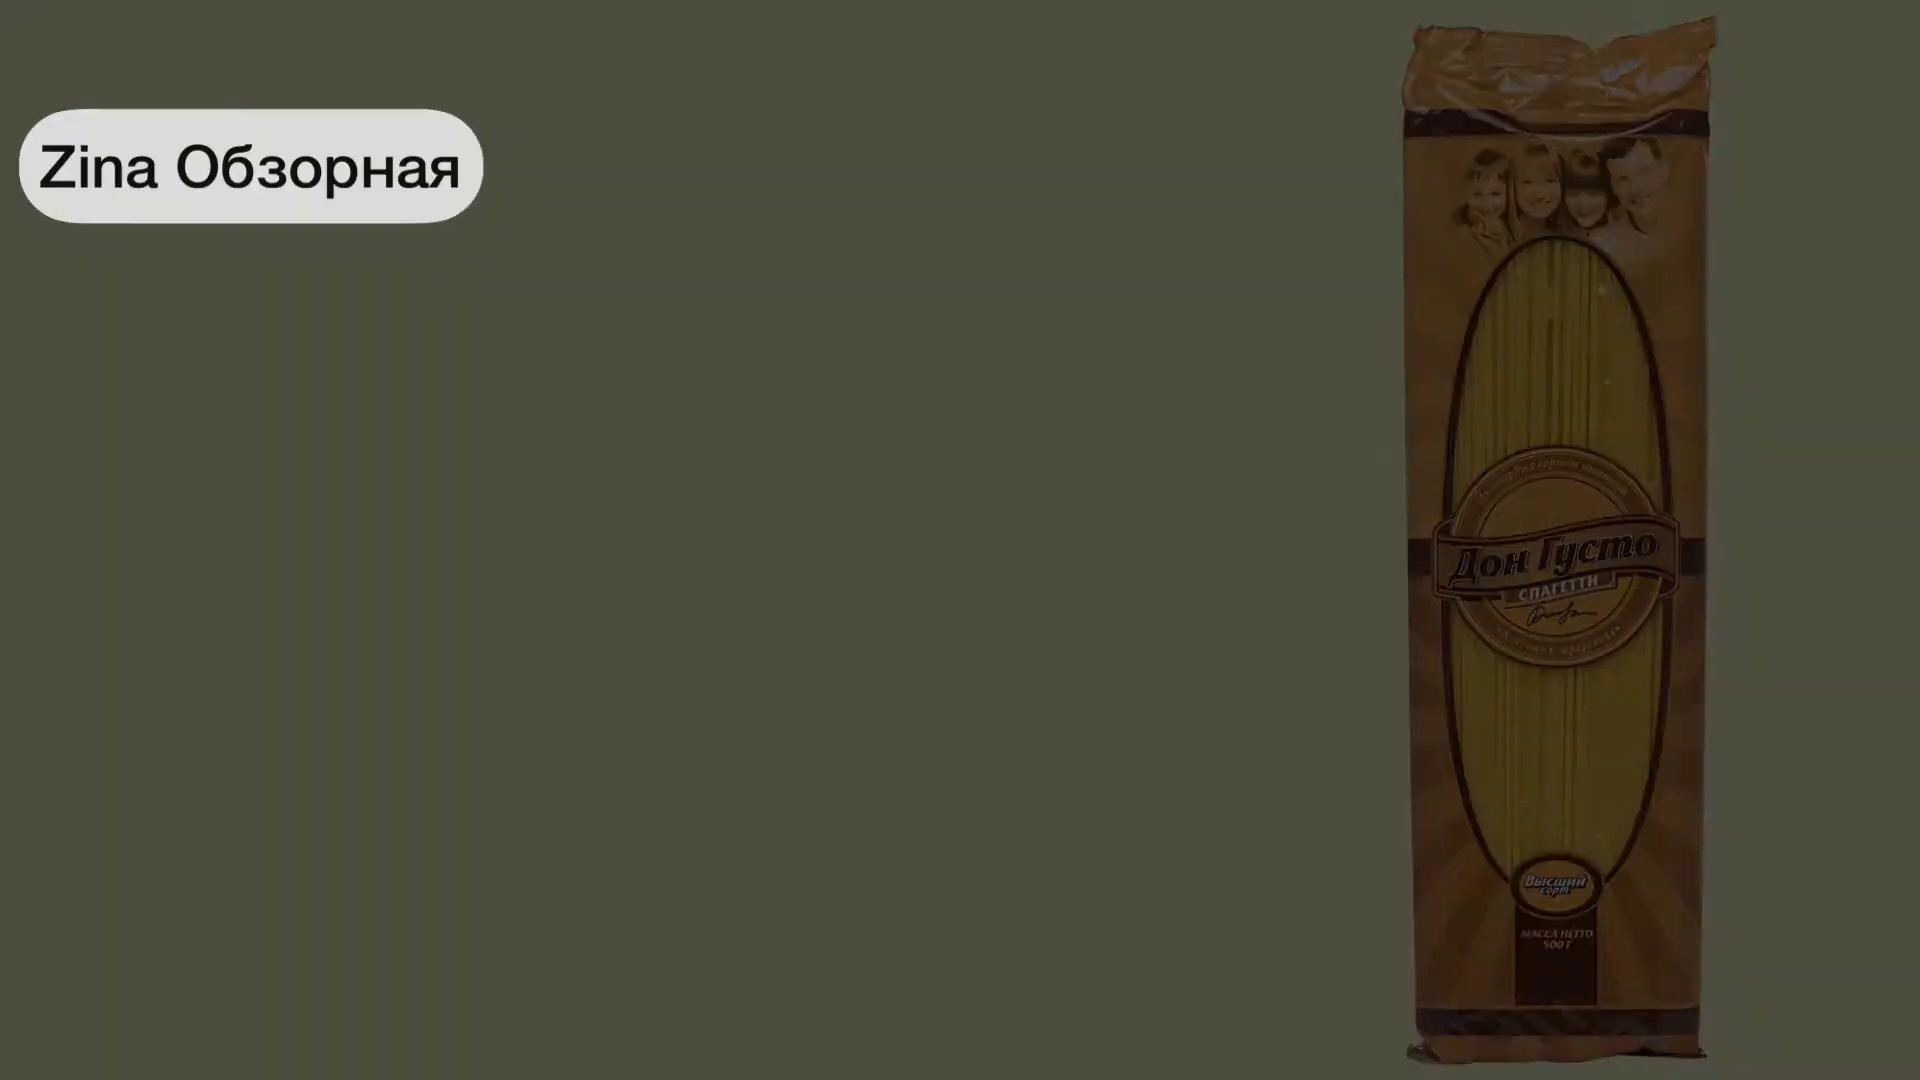 Zina Обзорная
Дон Густо
СПАГЕТТИ
Высший
сорт
МАССА НЕТТО
500 Г